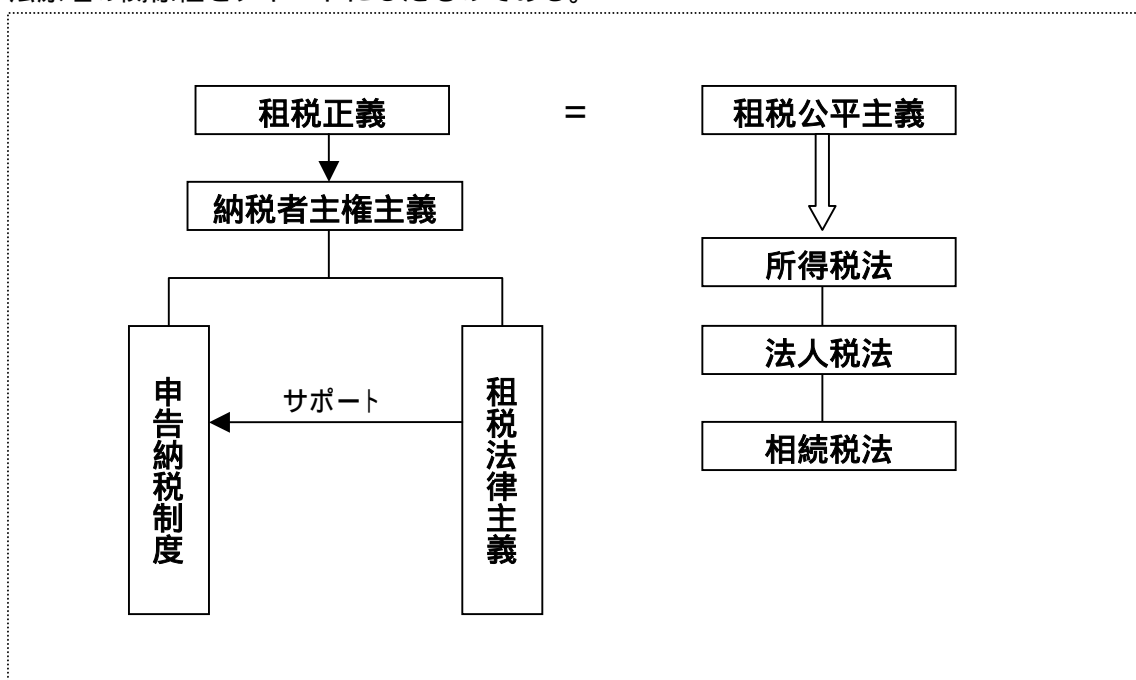 租税正義
=
租税公平主義
納税者主権主義
所得税法
法人税法
相続税法
申告納税制度
サポート
租税法律主義